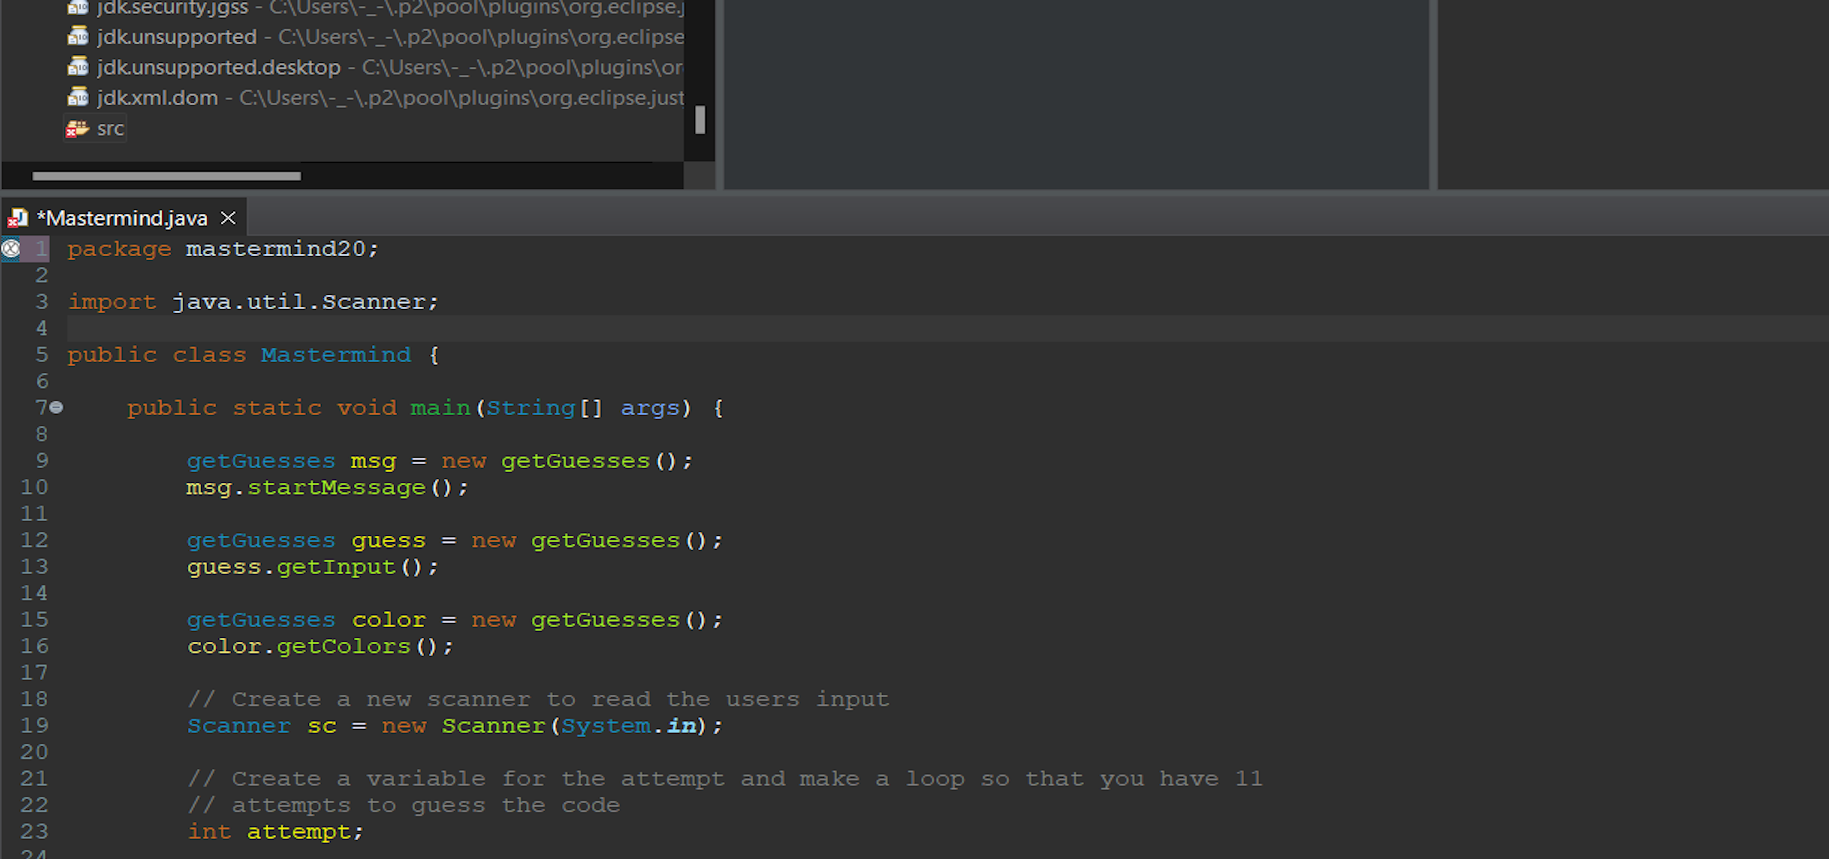 jdk.security.jgss - C:\Users\-_-\.p2\pool\plugins\org.eclipse.j
jdk.unsupported - C:\Users\-_-\.p2\pool\plugins\org.eclipse
jdk.unsupported.desktop - C:\Users\-_-\.p2\pool\plugins\or
jdk.xml.dom - C:\Users\-_-\.p2\pool\plugins\org.eclipse.just
src
*Mastermind.java
1 package mastermind20;
2
3 import java.util.Scanner;
4
5 public class Mastermind {
6
7 public static void main(String[] args) {
8
9 getGuesses msg = new getGuesses();
10 msg.startMessage();
11
12 getGuesses guess = new getGuesses();
13 guess.getInput();
14
15 getGuesses color = new getGuesses();
16 color.getColors();
17
18 // Create a new scanner to read the users input
19 Scanner sc = new Scanner(System.in);
20
21 // Create a variable for the attempt and make a loop so that you have 11
22 // attempts to guess the code
23 int attempt;
24